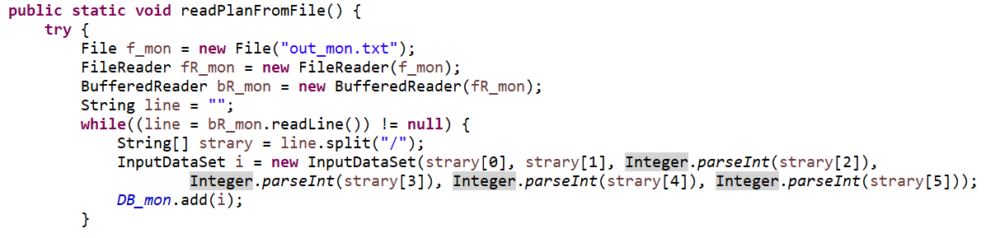 public static void readPlanFromFile() {
try {
File f_mon = new File("out_mon.txt");
FileReader fR_mon = new FileReader(f_mon);
BufferedReader bR_mon = new BufferedReader(fR_mon);
String line = "";
while((line = bR_mon.readLine()) != null) {
String[] strary = line.split("/");
InputDataSet i = new InputDataSet(strary[0], strary[1], Integer.parseInt(strary[2]),
Integer.parseInt(strary[3]), Integer.parseInt(strary[4]), Integer.parseInt(strary[5]));
DB_mon.add(i);
}